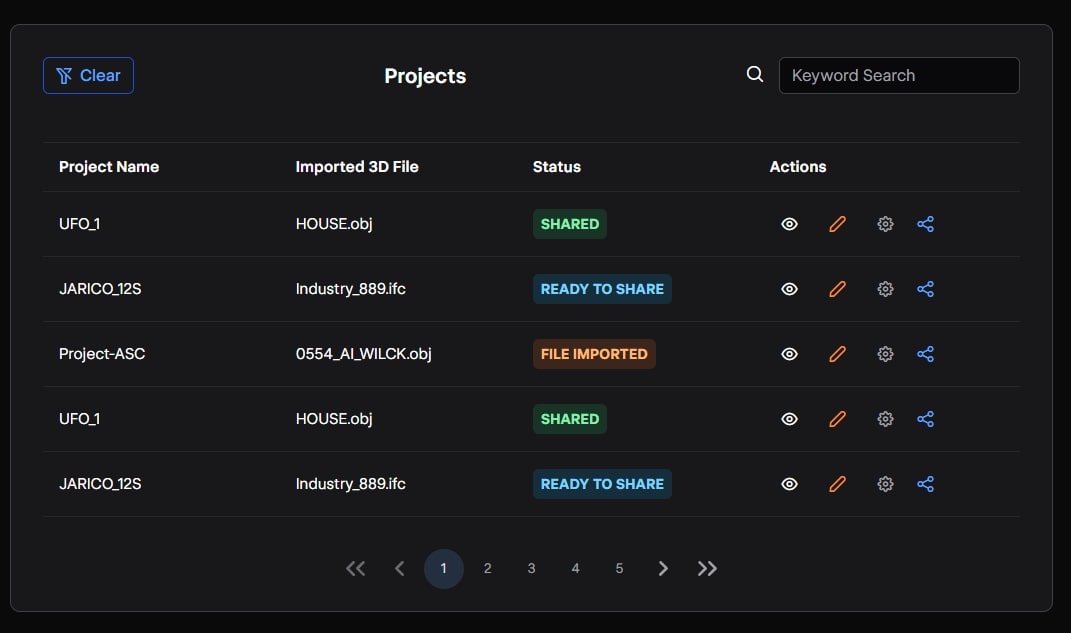 Clear
Projects
Keyword Search
Project Name Imported 3D File Status Actions
UFO_1 HOUSE.obj SHARED
JARICO_12S Industry_889.ifc READY TO SHARE
Project-ASC 0554_AI_WILCK.obj FILE IMPORTED
UFO_1 HOUSE.obj SHARED
JARICO_12S Industry_889.ifc READY TO SHARE
1 2 3 4 5